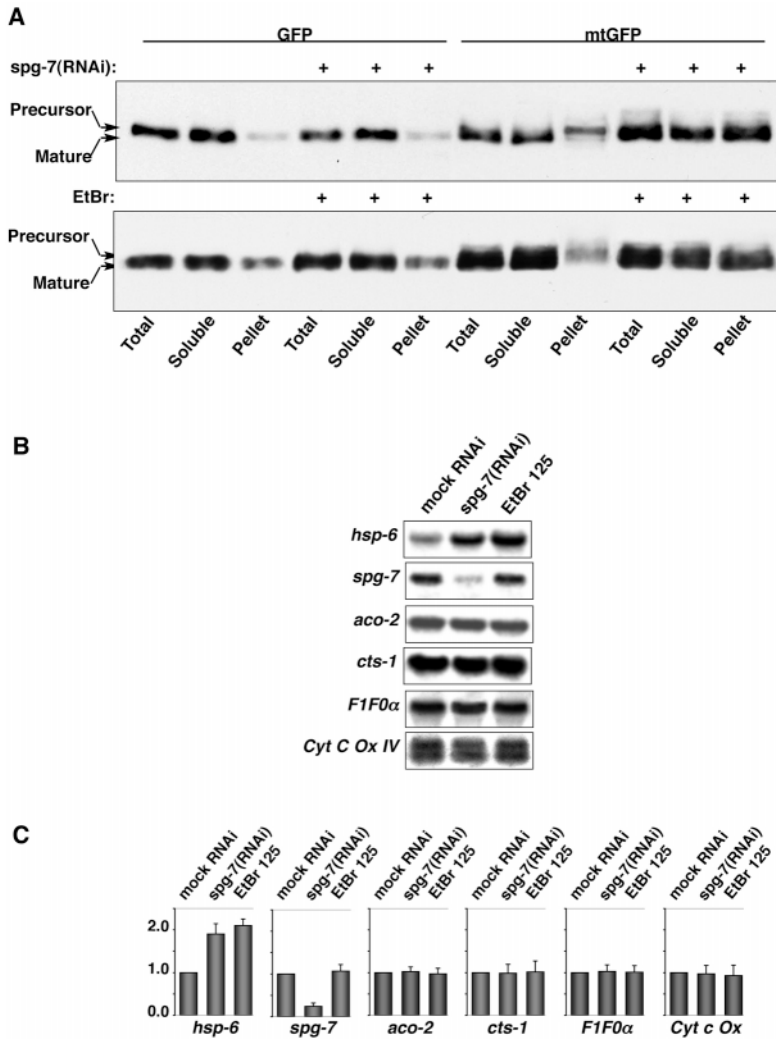 A
GFP mtGFP
spg-7(RNAi): + + + + + +
Precursor
Mature
EtBr: + + + + + +
Precursor
Mature
Total Soluble Pellet Total Soluble Pellet Total Soluble Pellet Total Soluble Pellet
B
mock RNAi spg-7(RNAi) EtBr 125
hsp-6
spg-7
aco-2
cts-1
F1F0α
Cyt C Ox IV
C
mock RNAi spg-7(RNAi) EtBr 125 mock RNAi spg-7(RNAi) EtBr 125 mock RNAi spg-7(RNAi) EtBr 125 mock RNAi spg-7(RNAi) EtBr 125 mock RNAi spg-7(RNAi) EtBr 125 mock RNAi spg-7(RNAi) EtBr 125
2.0
1.0
0.0
hsp-6 spg-7 aco-2 cts-1 F1F0α Cyt c Ox